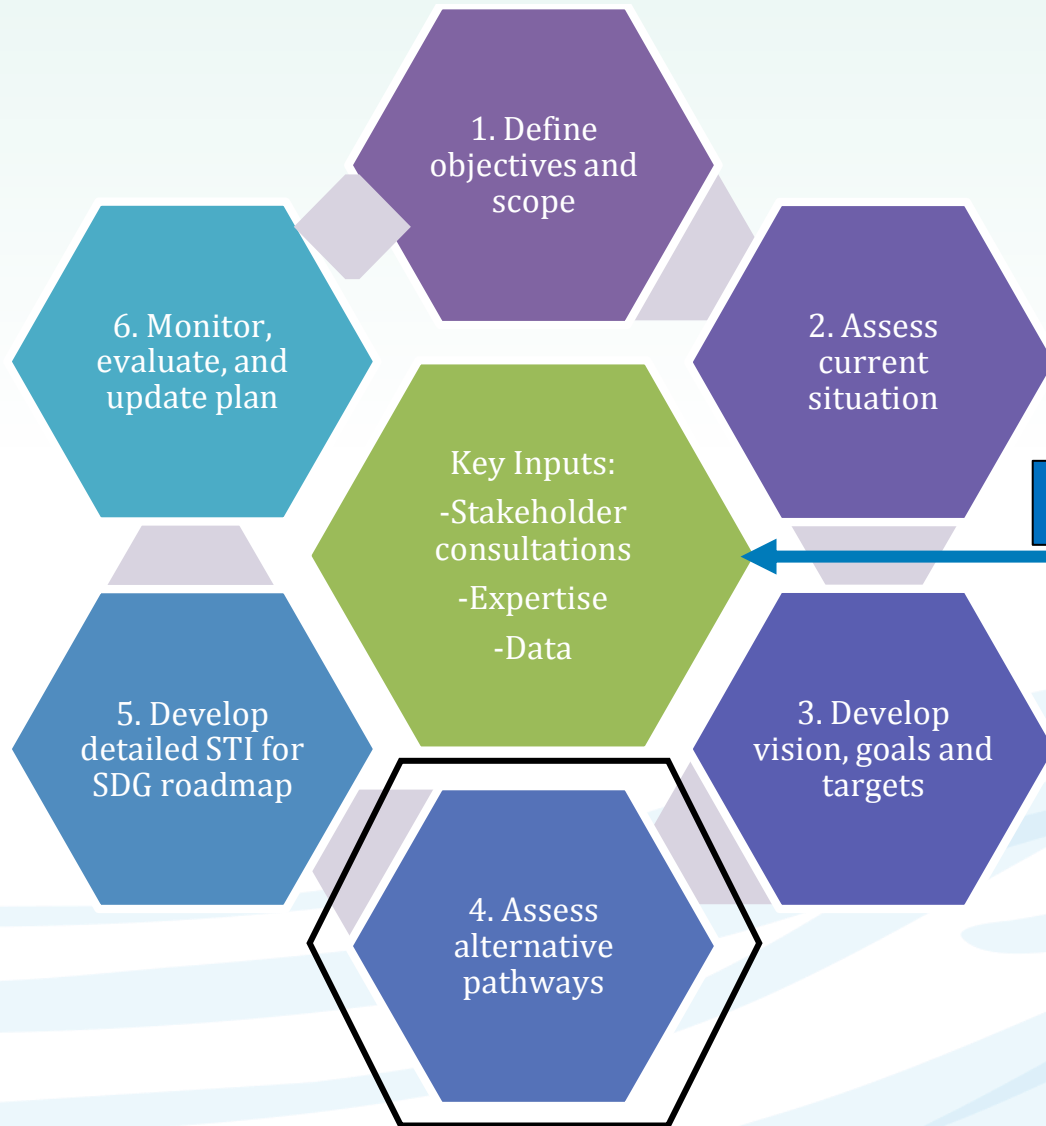 1. Define
objectives and
scope
2. Assess
current
situation
3. Develop
vision, goals and
targets
4. Assess
alternative
pathways
5. Develop
detailed STI for
SDG roadmap
6. Monitor,
evaluate, and
update plan
Key Inputs:
-Stakeholder
consultations
-Expertise
-Data